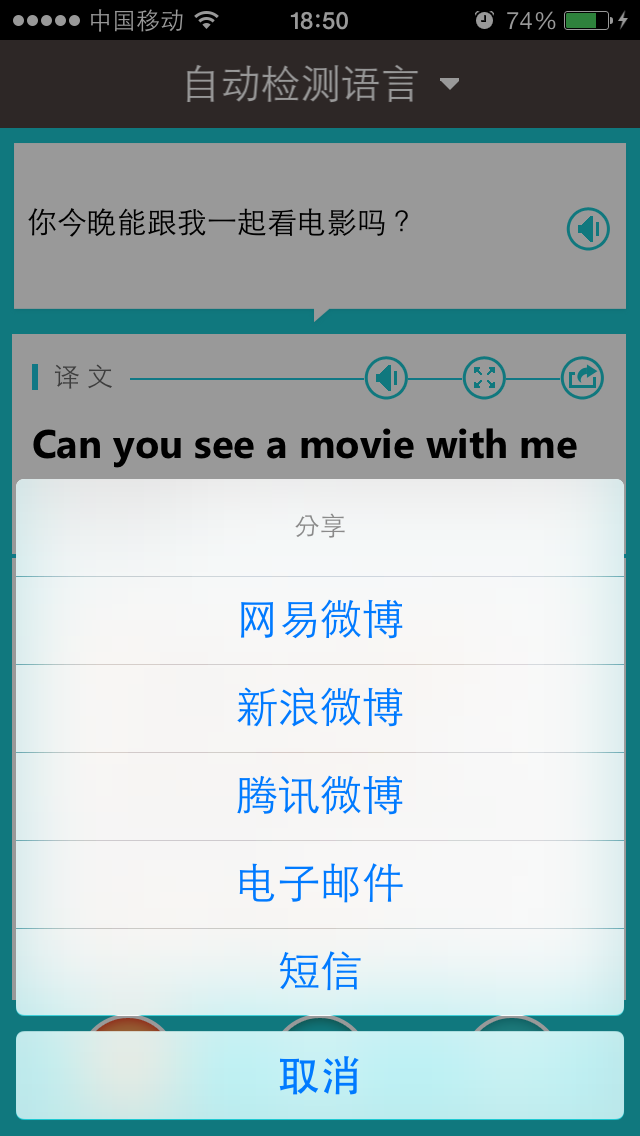 中国移动 18:50 74%
自动检测语言
你今晚能跟我一起看电影吗？
译文
Can you see a movie with me
分享
网易微博
新浪微博
腾讯微博
电子邮件
短信
取消